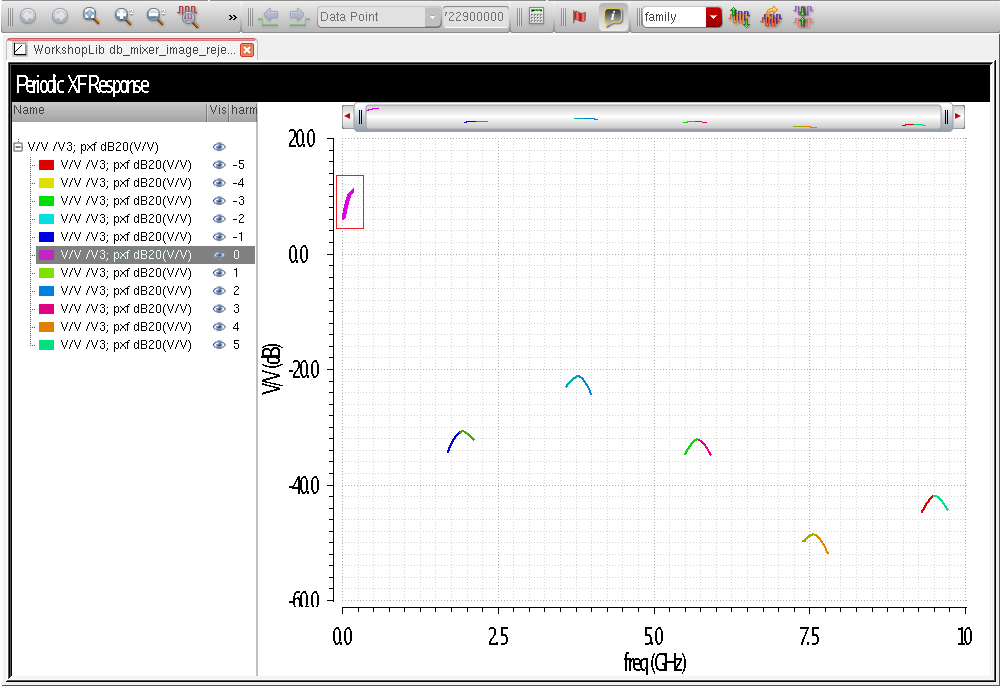 » Data Point '22900000 family
WorkshopLib db_mixer_image_reje...
Periodic XF Response
Name Vis harm
V/V /V3; pxf dB20(V/V)
V/V /V3; pxf dB20(V/V) -5
V/V /V3; pxf dB20(V/V) -4
V/V /V3; pxf dB20(V/V) -3
V/V /V3; pxf dB20(V/V) -2
V/V /V3; pxf dB20(V/V) -1
V/V /V3; pxf dB20(V/V) 0
V/V /V3; pxf dB20(V/V) 1
V/V /V3; pxf dB20(V/V) 2
V/V /V3; pxf dB20(V/V) 3
V/V /V3; pxf dB20(V/V) 4
V/V /V3; pxf dB20(V/V) 5
V/V (dB)
20.0
0.0
-20.0
-40.0
-60.0
0.0 2.5 5.0 7.5 10
freq (GHz)